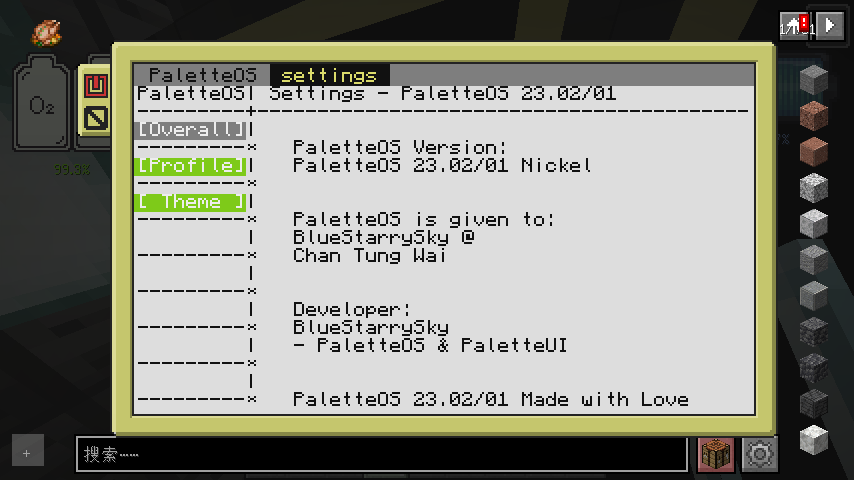 PaletteOS settings
PaletteOS| Settings - PaletteOS 23.02/01
[Overall]
PaletteOS Version:
[Profile] PaletteOS 23.02/01 Nickel
[ Theme ]
PaletteOS is given to:
BlueStarrySky @
Chan Tung Wai
Developer:
BlueStarrySky
- PaletteOS & PaletteUI
PaletteOS 23.02/01 Made with Love
O₂
99.9%
搜索……